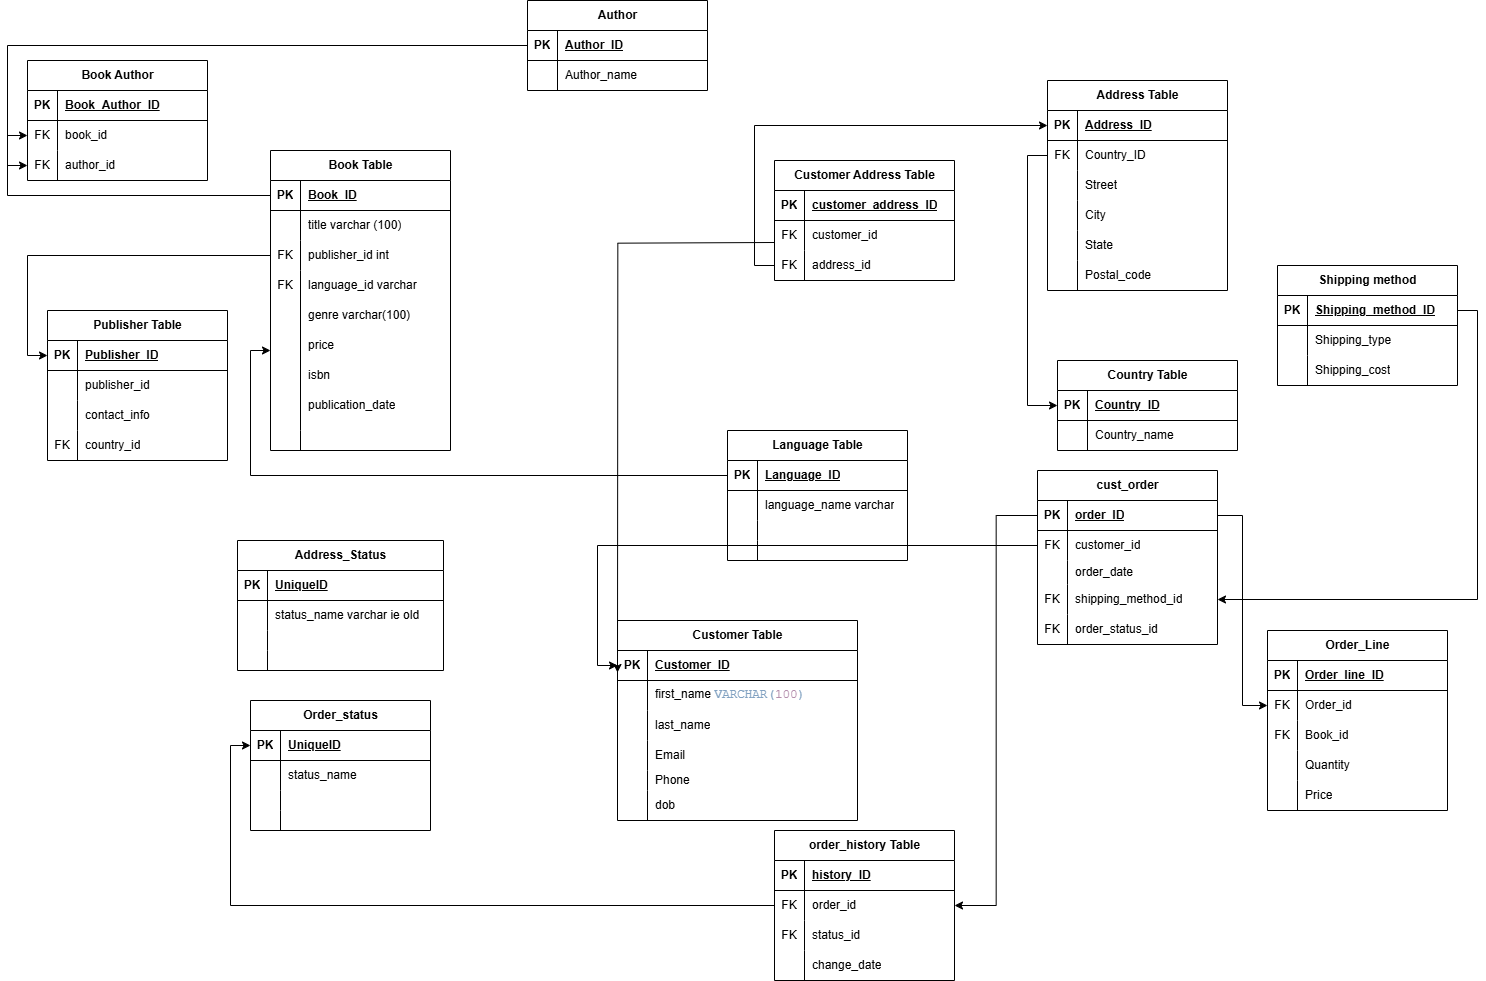 Author
PK Author_ID
Author_name
Book Author
PK Book_Author_ID
FK book_id
FK author_id
Book Table
PK Book_ID
title varchar (100)
FK publisher_id int
FK language_id varchar
genre varchar(100)
price
isbn
publication_date
Publisher Table
PK Publisher_ID
publisher_id
contact_info
FK country_id
Customer Address Table
PK customer_address_ID
FK customer_id
FK address_id
Address Table
PK Address_ID
FK Country_ID
Street
City
State
Postal_code
Shipping method
PK Shipping_method_ID
Shipping_type
Shipping_cost
Country Table
PK Country_ID
Country_name
Language Table
PK Language_ID
language_name varchar
cust_order
PK order_ID
FK customer_id
order_date
FK shipping_method_id
FK order_status_id
Address_Status
PK UniqueID
status_name varchar ie old
Customer Table
PK Customer_ID
first_name VARCHAR(100)
last_name
Email
Phone
dob
Order_Line
PK Order_line_ID
FK Order_id
FK Book_id
Quantity
Price
Order_status
PK UniqueID
status_name
order_history Table
PK history_ID
FK order_id
FK status_id
change_date